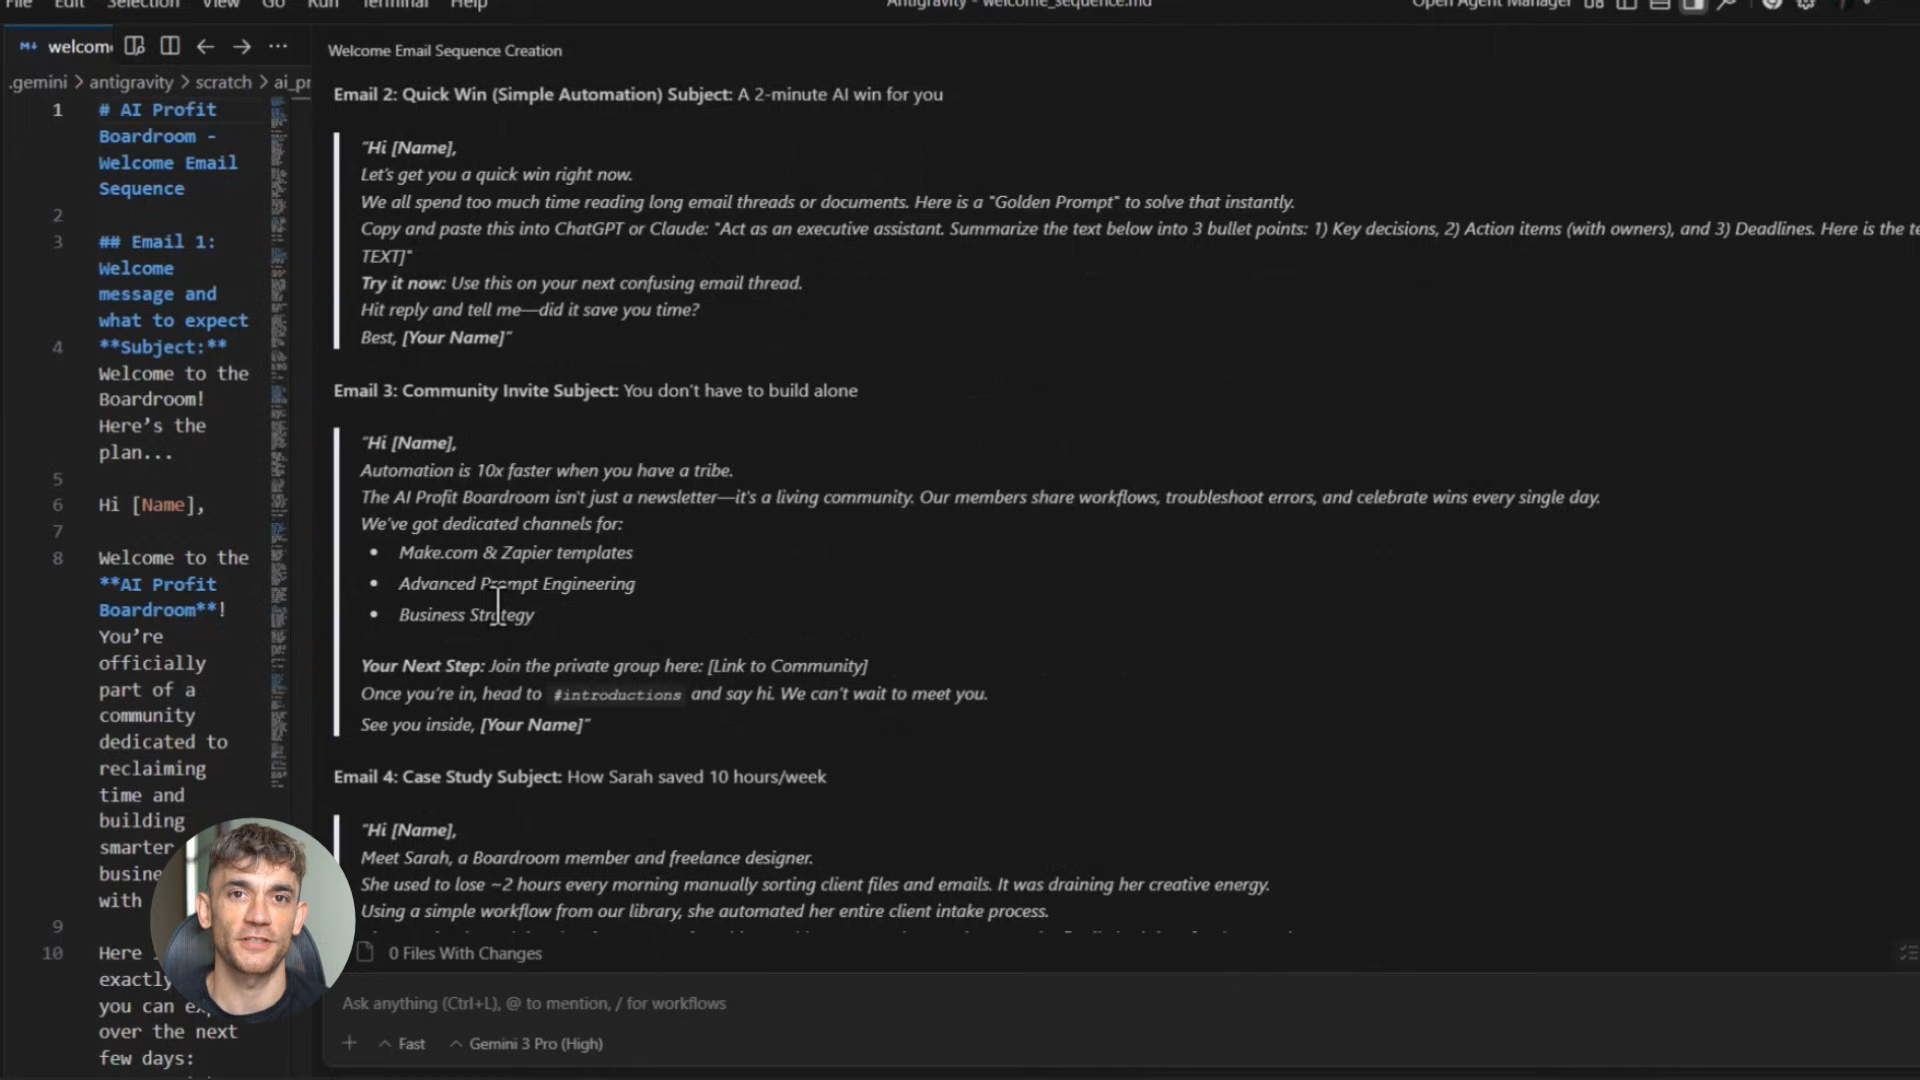 File Edit Selection View Go Run Terminal Help
Antigravity - welcome_sequence.md
Open Agent Manager
welcom
.gemini > antigravity > scratch > ai_pr
1 # AI Profit
Boardroom -
Welcome Email
Sequence
2
3 ## Email 1:
Welcome
message and
what to expect
4 **Subject:**
Welcome to the
Boardroom!
Here's the
plan...
5
6 Hi [Name],
7
8 Welcome to the
**AI Profit
Boardroom**!
You're
officially
part of a
community
dedicated to
reclaiming
time and
building
smarter
busine
with
9
10 Here
exactly
you can
over the next
few days:
Welcome Email Sequence Creation
Email 2: Quick Win (Simple Automation) Subject: A 2-minute AI win for you
"Hi [Name],
Let's get you a quick win right now.
We all spend too much time reading long email threads or documents. Here is a "Golden Prompt" to solve that instantly.
Copy and paste this into ChatGPT or Claude: "Act as an executive assistant. Summarize the text below into 3 bullet points: 1) Key decisions, 2) Action items (with owners), and 3) Deadlines. Here is the te
TEXT]"
Try it now: Use this on your next confusing email thread.
Hit reply and tell me—did it save you time?
Best, [Your Name]"
Email 3: Community Invite Subject: You don't have to build alone
"Hi [Name],
Automation is 10x faster when you have a tribe.
The AI Profit Boardroom isn't just a newsletter—it's a living community. Our members share workflows, troubleshoot errors, and celebrate wins every single day.
We've got dedicated channels for:
• Make.com & Zapier templates
• Advanced Prompt Engineering
• Business Strategy
Your Next Step: Join the private group here: [Link to Community]
Once you're in, head to #introductions and say hi. We can't wait to meet you.
See you inside, [Your Name]"
Email 4: Case Study Subject: How Sarah saved 10 hours/week
"Hi [Name],
Meet Sarah, a Boardroom member and freelance designer.
She used to lose ~2 hours every morning manually sorting client files and emails. It was draining her creative energy.
Using a simple workflow from our library, she automated her entire client intake process.
0 Files With Changes
Ask anything (Ctrl+L), @ to mention, / for workflows
+ Fast Gemini 3 Pro (High)